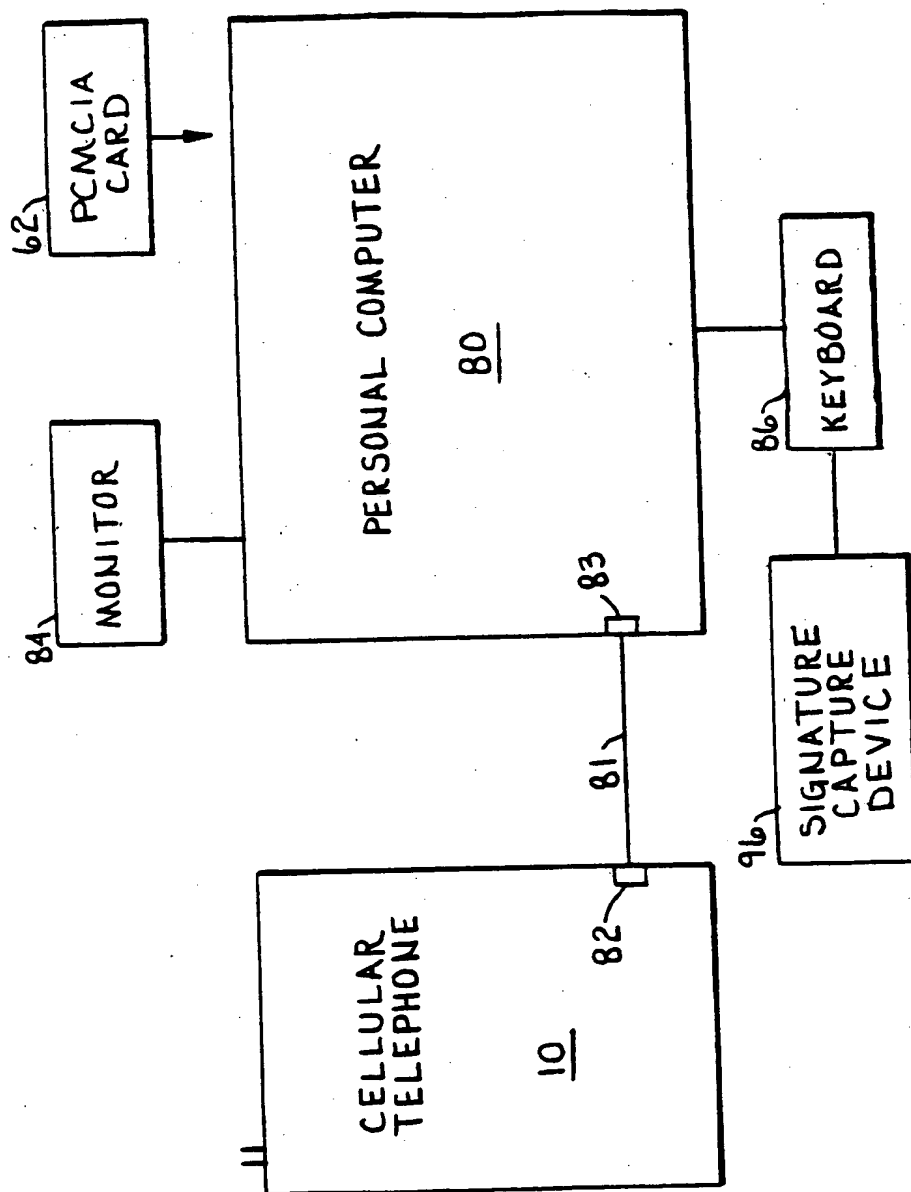 CELLULAR
TELEPHONE
10
82
81
83
PERSONAL COMPUTER
80
84
MONITOR
62
PCMCIA
CARD
86
KEYBOARD
96
SIGNATURE
CAPTURE
DEVICE